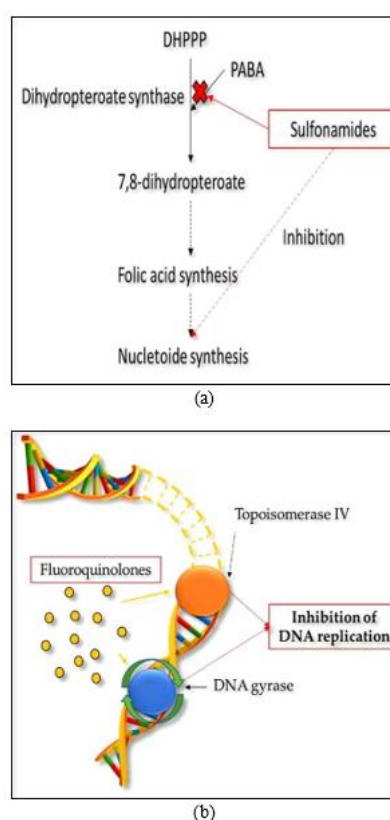 DHPPP
PABA
Dihydropteroate synthase
Sulfonamides
7,8-dihydropteroate
Inhibition
Folic acid synthesis
Nucletoide synthesis
(a)
Topoisomerase IV
Fluoroquinolones
Inhibition of
DNA replication
DNA gyrase
(b)